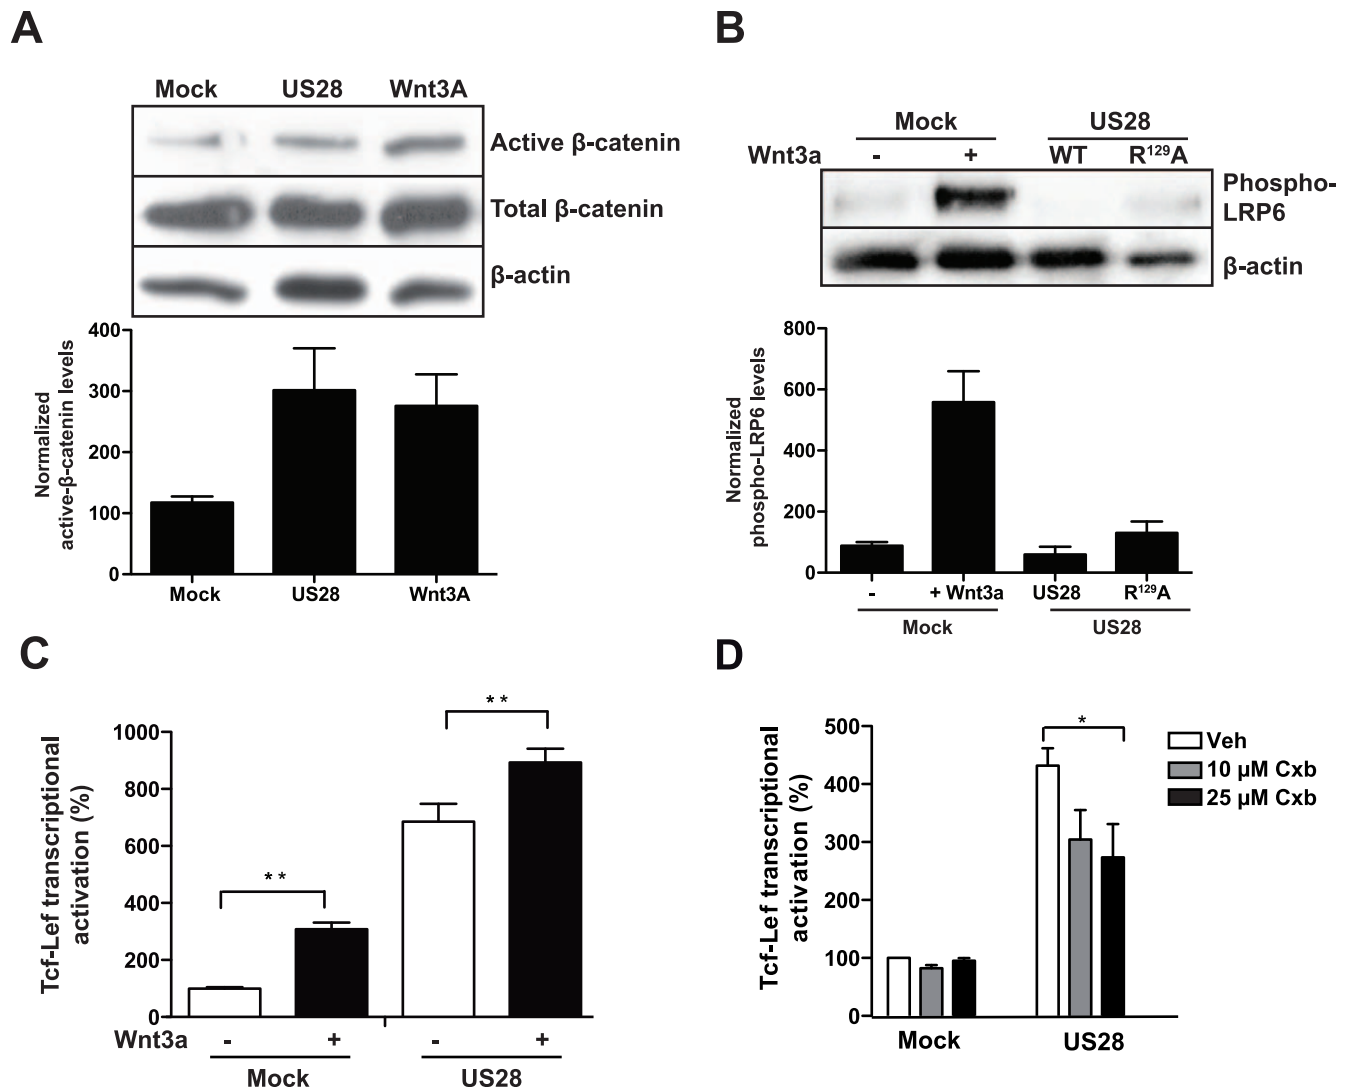 A
Mock US28 Wnt3A
Active β-catenin
Total β-catenin
β-actin
Normalized
active-β-catenin levels
400
300
200
100
0
Mock US28 Wnt3A
B
Mock US28
Wnt3a - + WT R¹²⁹A
Phospho-
LRP6
β-actin
Normalized
phospho-LRP6 levels
800
600
400
200
0
- + Wnt3a US28 R¹²⁹A
Mock US28
C
Tcf-Lef transcriptional
activation (%)
1000
800
600
400
200
0
* *
* *
Wnt3a - + - +
Mock US28
D
Tcf-Lef transcriptional
activation (%)
500
400
300
200
100
0
*
Veh
10 µM Cxb
25 µM Cxb
Mock US28